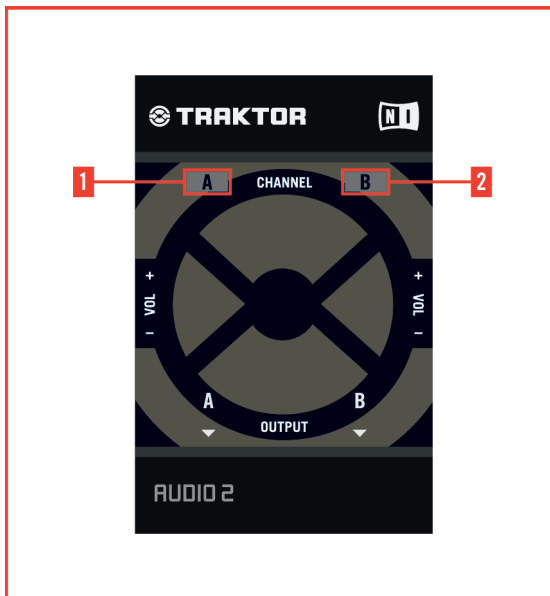 TRAKTOR NI
1 A CHANNEL B 2
+ +
VOL VOL
– –
A B
OUTPUT
AUDIO 2